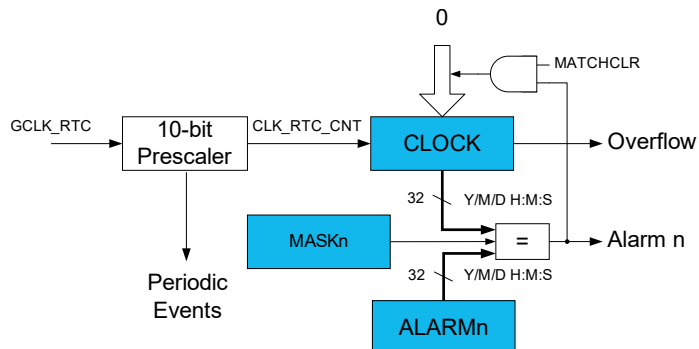 0
MATCHCLR
GCLK_RTC
10-bit
Prescaler
CLK_RTC_CNT
CLOCK
Overflow
32
Y/M/D H:M:S
MASKn
=
Alarm n
32
Y/M/D H:M:S
Periodic
Events
ALARMn